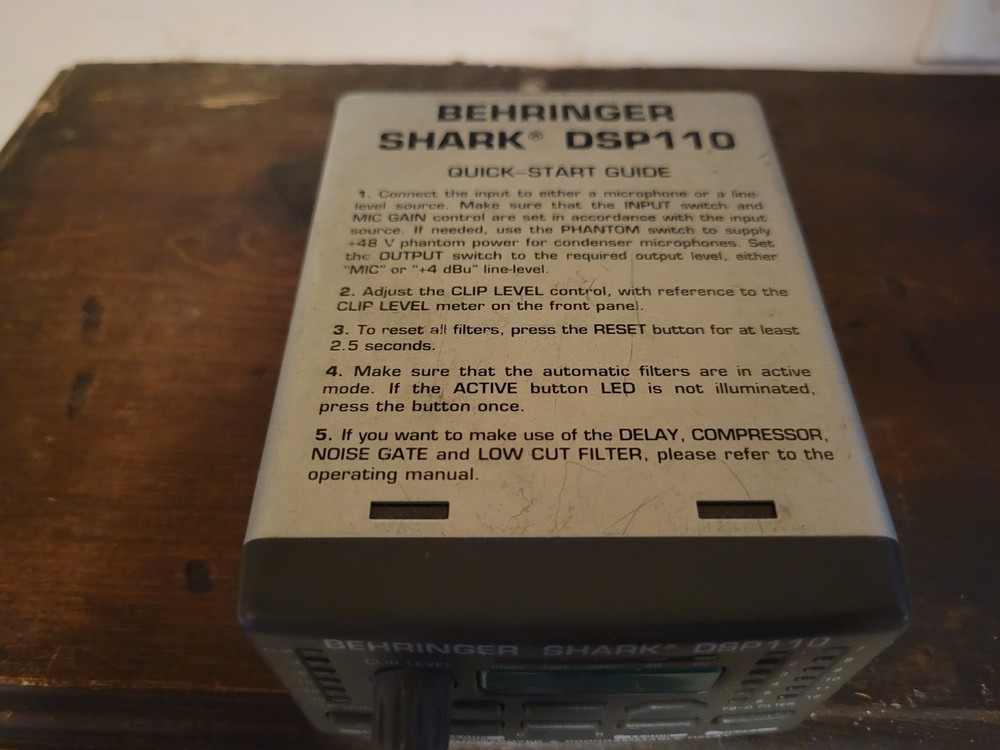 BEHRINGER
SHARK® DSP110
QUICK-START GUIDE
1. Connect the input to either a microphone or a line-
level source. Make sure that the INPUT switch and
MIC GAIN control are set in accordance with the input
source. If needed, use the PHANTOM switch to supply
+48 V phantom power for condenser microphones. Set
the OUTPUT switch to the required output level, either
"MIC" or "+4 dBu" line-level.
2. Adjust the CLIP LEVEL control, with reference to the
CLIP LEVEL meter on the front panel.
3. To reset all filters, press the RESET button for at least
2.5 seconds.
4. Make sure that the automatic filters are in active
mode. If the ACTIVE button LED is not illuminated,
press the button once.
5. If you want to make use of the DELAY, COMPRESSOR,
NOISE GATE and LOW CUT FILTER, please refer to the
operating manual.
BEHRINGER SHARK® DSP110
CLIP LEVEL
FB-D FILTER